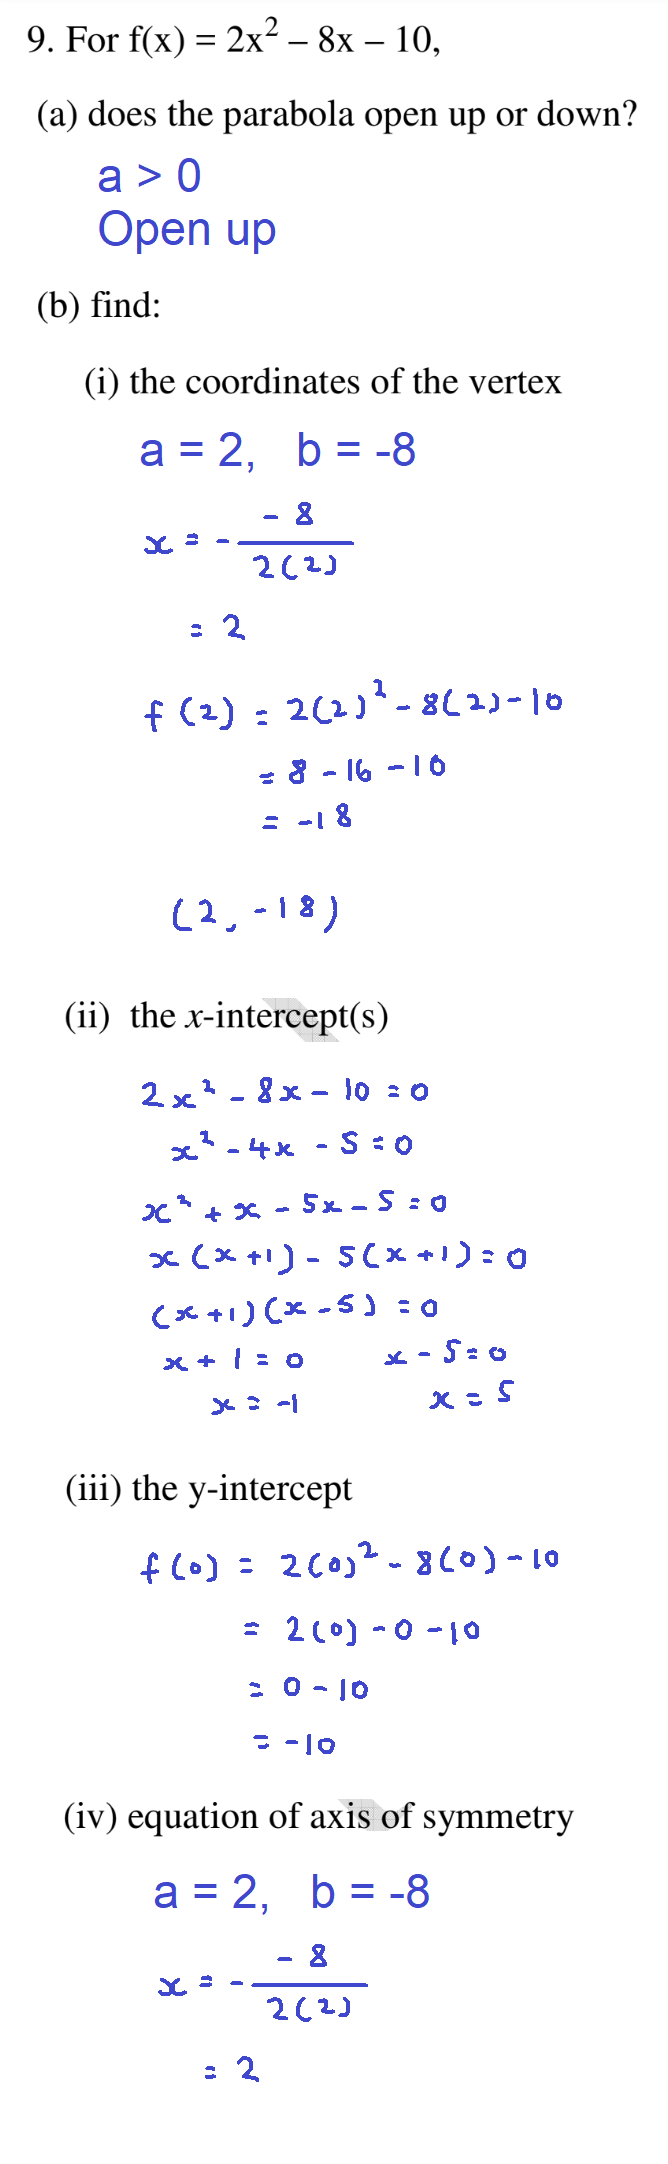 9. For f(x) = 2x² – 8x – 10,
(a) does the parabola open up or down?
a > 0
Open up
(b) find:
(i) the coordinates of the vertex
a = 2, b = -8
x = - -8/2(2)
= 2
f(2) = 2(2)² - 8(2) - 10
= 8 - 16 - 10
= -18
(2, -18)
(ii) the x-intercept(s)
2x² - 8x - 10 = 0
x² - 4x - 5 = 0
x² + x - 5x - 5 = 0
x(x+1) - 5(x+1) = 0
(x+1)(x-5) = 0
x + 1 = 0 x - 5 = 0
x = -1 x = 5
(iii) the y-intercept
f(0) = 2(0)² - 8(0) - 10
= 2(0) - 0 - 10
= 0 - 10
= -10
(iv) equation of axis of symmetry
a = 2, b = -8
x = - -8/2(2)
= 2